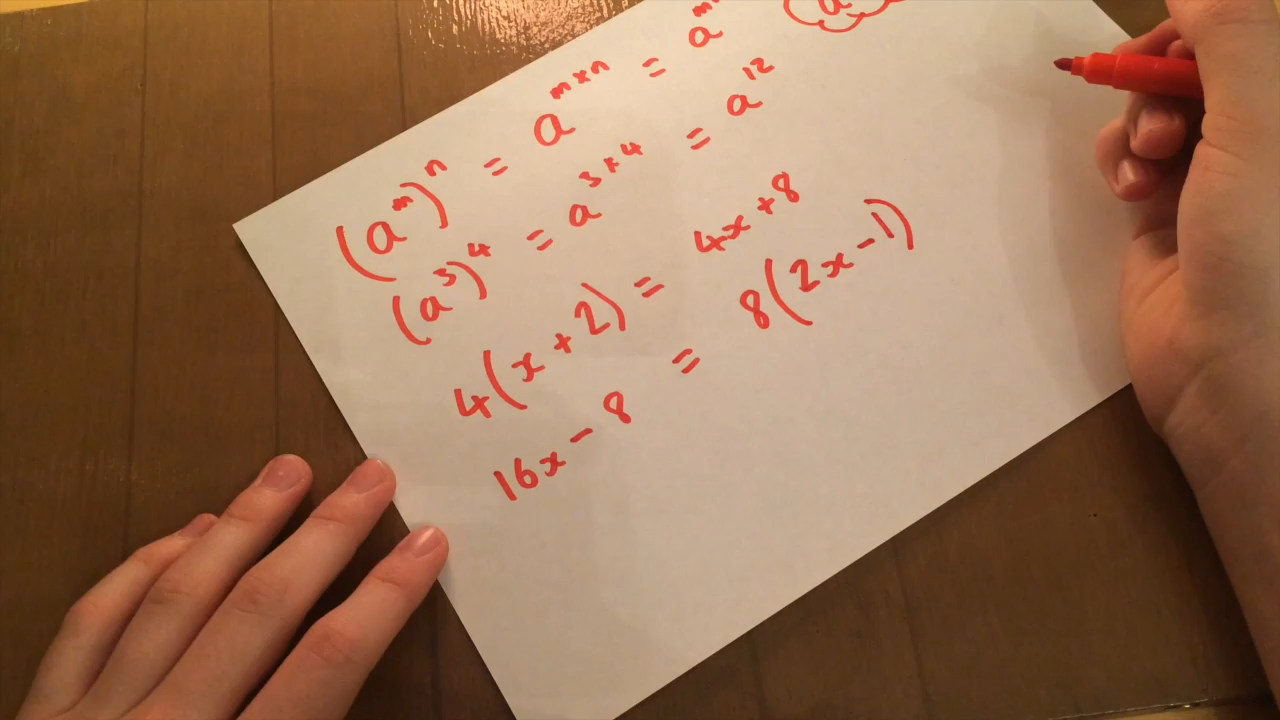 (a^m)^n = a^(m×n) = a^m
(a^3)^4 = a^(3×4) = a^12
4(x + 2) = 4x + 8
16x - 8 = 8(2x - 1)